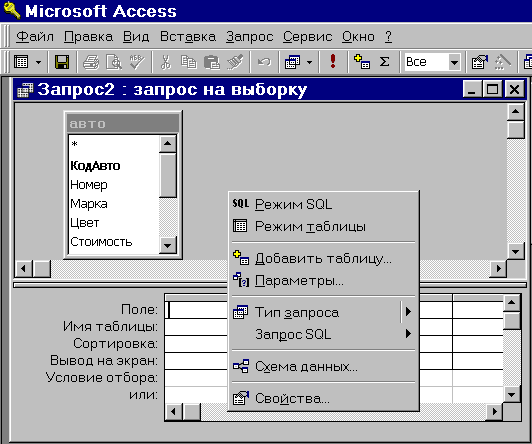 Microsoft Access
Файл Правка Вид Вставка Запрос Сервис Окно ?
SQL Все
Запрос2 : запрос на выборку
авто
*
КодАвто
Номер
Марка
Цвет
Стоимость
SQL Режим SQL
Режим таблицы
Добавить таблицу...
Параметры...
Тип запроса
Запрос SQL
Схема данных...
Свойства...
Поле:
Имя таблицы:
Сортировка:
Вывод на экран:
Условие отбора:
или: